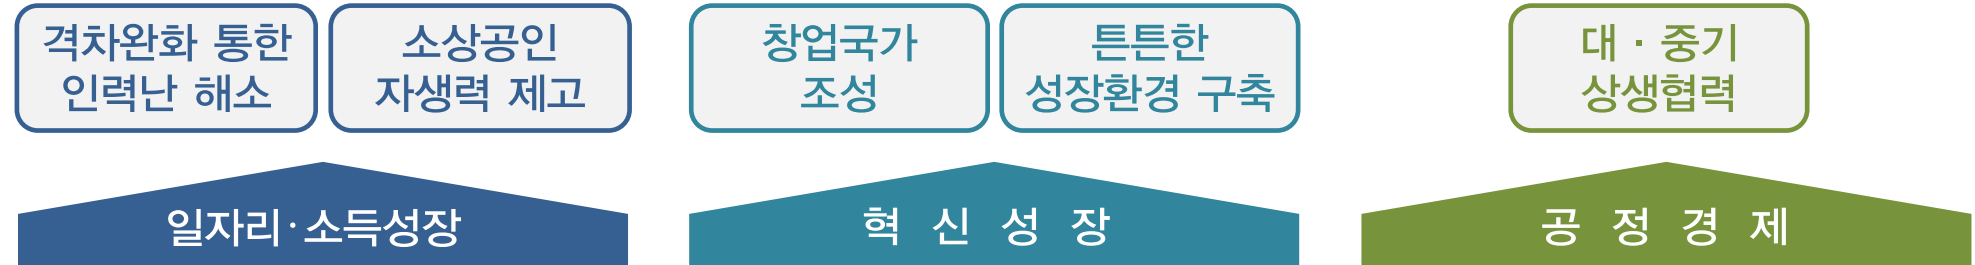 격차완화 통한
인력난 해소
소상공인
자생력 제고
창업국가
조성
튼튼한
성장환경 구축
대 · 중기
상생협력
일자리·소득성장
혁 신 성 장
공 정 경 제